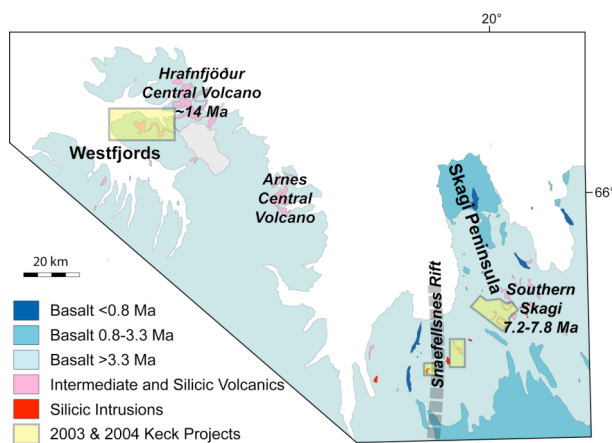 20°
Hrafnfjöður
Central Volcano
~14 Ma
Westfjords
Arnes
Central
Volcano
66°
Skagi Peninsula
20 km
Snaefellsnes Rift
Southern
Skagi
7.2-7.8 Ma
Basalt <0.8 Ma
Basalt 0.8-3.3 Ma
Basalt >3.3 Ma
Intermediate and Silicic Volcanics
Silicic Intrusions
2003 & 2004 Keck Projects